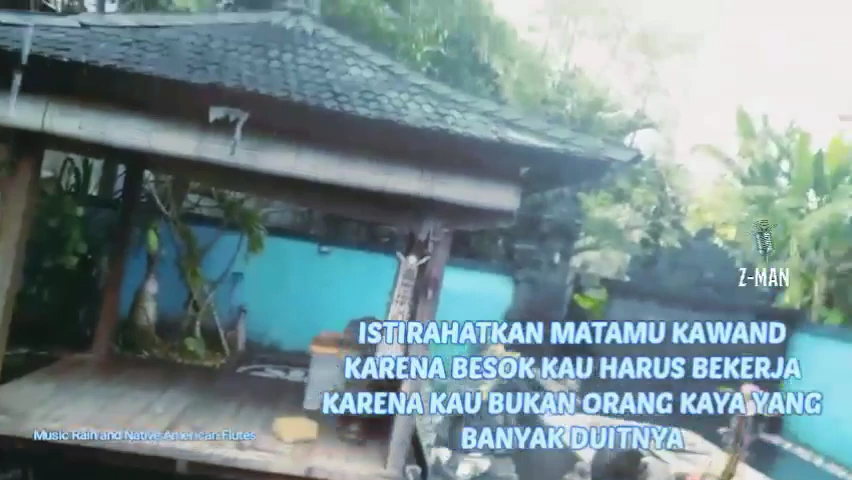 Z-MAN
ISTIRAHATKAN MATAMU KAWAND
KARENA BESOK KAU HARUS BEKERJA
KARENA KAU BUKAN ORANG KAYA YANG
BANYAK DUITNYA
Music Rain and Native American Flutes